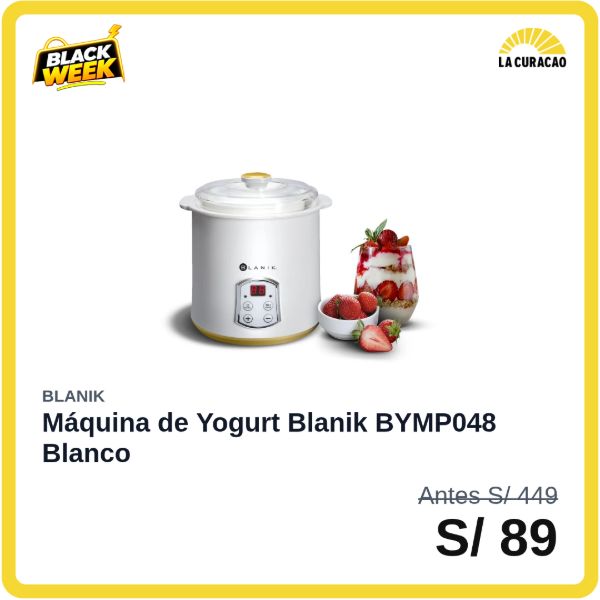 BLACK
WEEK
LA CURACAO
BLANIK
BLANIK
Máquina de Yogurt Blanik BYMP048
Blanco
Antes S/ 449
S/ 89